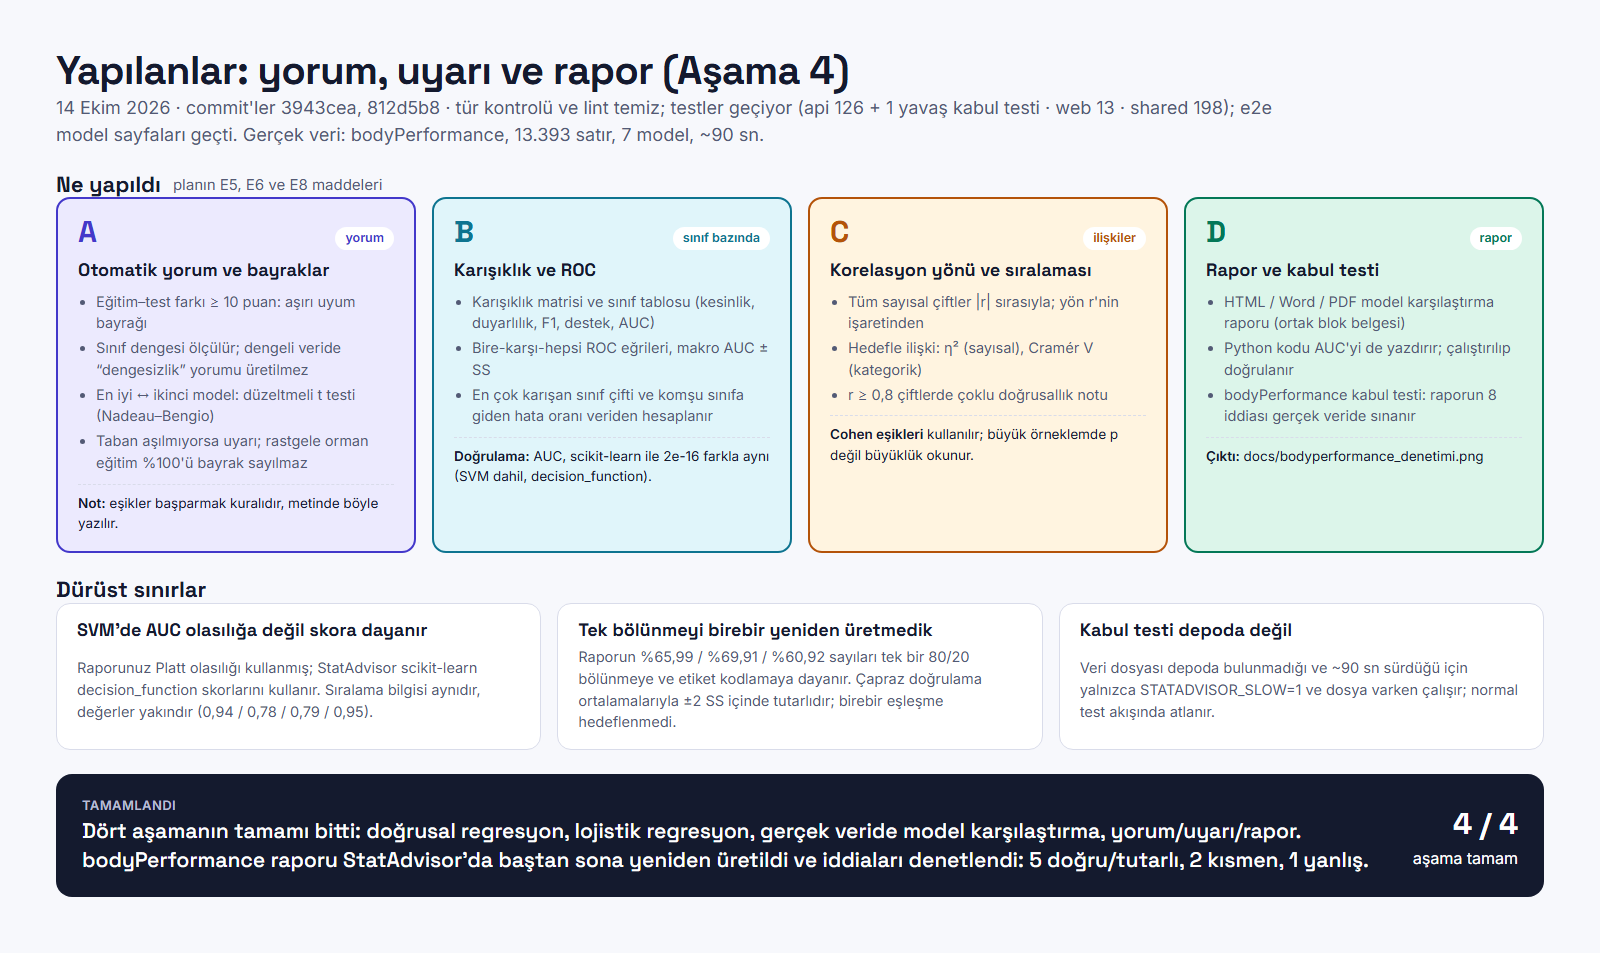 Yapılanlar: yorum, uyarı ve rapor (Aşama 4)
14 Ekim 2026 · commit'ler 3943cea, 812d5b8 · tür kontrolü ve lint temiz; testler geçiyor (api 126 + 1 yavaş kabul testi · web 13 · shared 198); e2e
model sayfaları geçti. Gerçek veri: bodyPerformance, 13.393 satır, 7 model, ~90 sn.
Ne yapıldı planın E5, E6 ve E8 maddeleri
A
yorum
Otomatik yorum ve bayraklar
• Eğitim–test farkı ≥ 10 puan: aşırı uyum
bayrağı
• Sınıf dengesi ölçülür; dengeli veride
“dengesizlik” yorumu üretilmez
• En iyi ↔ ikinci model: düzeltmeli t testi
(Nadeau–Bengio)
• Taban aşılmıyorsa uyarı; rastgele orman
eğitim %100'ü bayrak sayılmaz
Not: eşikler başparmak kuralıdır, metinde böyle
yazılır.
B
sınıf bazında
Karışıklık ve ROC
• Karışıklık matrisi ve sınıf tablosu (kesinlik,
duyarlılık, F1, destek, AUC)
• Bire-karşı-hepsi ROC eğrileri, makro AUC ±
SS
• En çok karışan sınıf çifti ve komşu sınıfa
giden hata oranı veriden hesaplanır
Doğrulama: AUC, scikit-learn ile 2e-16 farkla aynı
(SVM dahil, decision_function).
C
ilişkiler
Korelasyon yönü ve sıralaması
• Tüm sayısal çiftler |r| sırasıyla; yön r'nin
işaretinden
• Hedefle ilişki: η² (sayısal), Cramér V
(kategorik)
• r ≥ 0,8 çiftlerde çoklu doğrusallık notu
Cohen eşikleri kullanılır; büyük örneklemde p
değil büyüklük okunur.
D
rapor
Rapor ve kabul testi
• HTML / Word / PDF model karşılaştırma
raporu (ortak blok belgesi)
• Python kodu AUC'yi de yazdırır; çalıştırılıp
doğrulanır
• bodyPerformance kabul testi: raporun 8
iddiası gerçek veride sınanır
Çıktı: docs/bodyperformance_denetimi.png
Dürüst sınırlar
SVM’de AUC olasılığa değil skora dayanır
Raporunuz Platt olasılığı kullanmış; StatAdvisor scikit-learn
decision_function skorlarını kullanır. Sıralama bilgisi aynıdır,
değerler yakındır (0,94 / 0,78 / 0,79 / 0,95).
Tek bölünmeyi birebir yeniden üretmedik
Raporun %65,99 / %69,91 / %60,92 sayıları tek bir 80/20
bölünmeye ve etiket kodlamaya dayanır. Çapraz doğrulama
ortalamalarıyla ±2 SS içinde tutarlıdır; birebir eşleşme
hedeflenmedi.
Kabul testi depoda değil
Veri dosyası depoda bulunmadığı ve ~90 sn sürdüğü için
yalnızca STATADVISOR_SLOW=1 ve dosya varken çalışır; normal
test akışında atlanır.
TAMAMLANDI
Dört aşamanın tamamı bitti: doğrusal regresyon, lojistik regresyon, gerçek veride model karşılaştırma, yorum/uyarı/rapor.
bodyPerformance raporu StatAdvisor’da baştan sona yeniden üretildi ve iddiaları denetlendi: 5 doğru/tutarlı, 2 kısmen, 1 yanlış.
4 / 4
aşama tamam